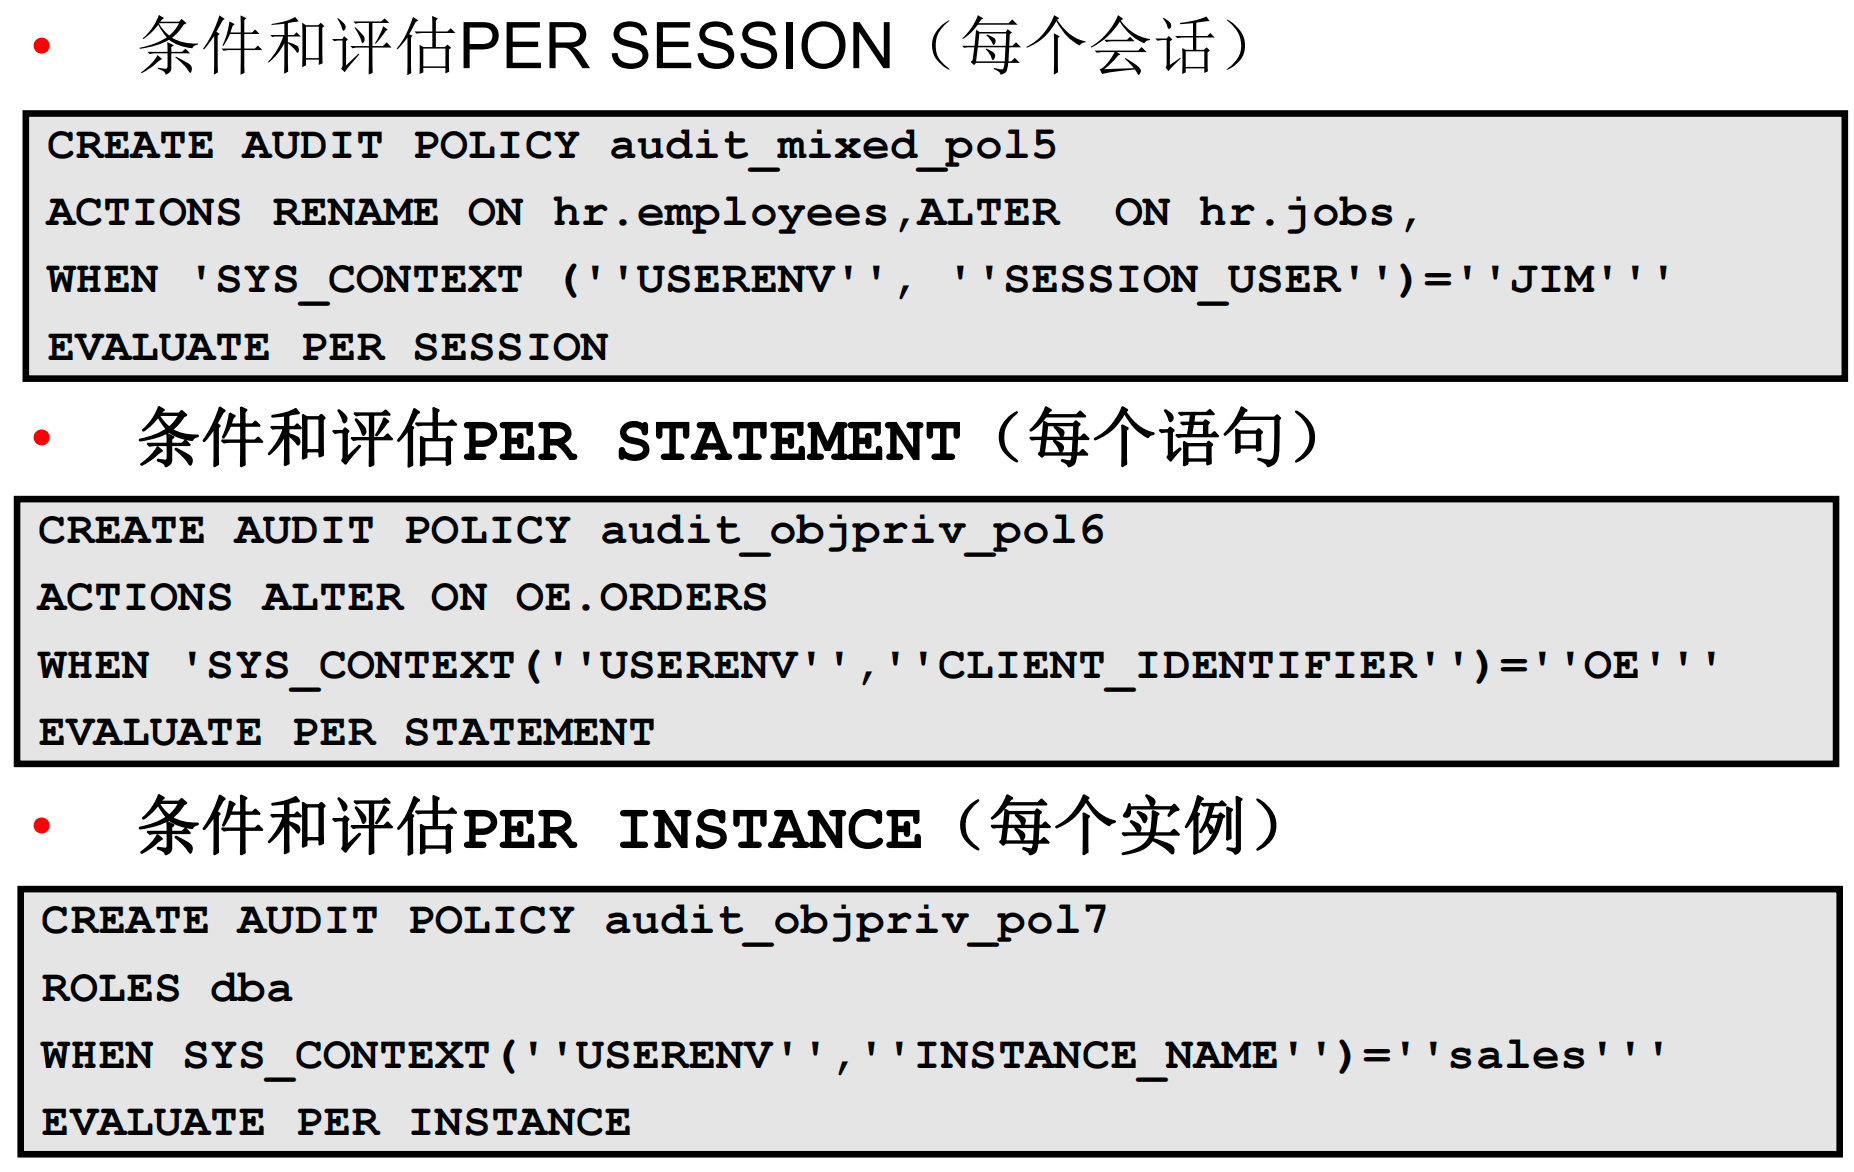 • 条件和评估PER SESSION（每个会话）
CREATE AUDIT POLICY audit_mixed_pol5
ACTIONS RENAME ON hr.employees,ALTER  ON hr.jobs,
WHEN 'SYS_CONTEXT (''USERENV'', ''SESSION_USER'')=''JIM'''
EVALUATE PER SESSION
• 条件和评估PER STATEMENT（每个语句）
CREATE AUDIT POLICY audit_objpriv_pol6
ACTIONS ALTER ON OE.ORDERS
WHEN 'SYS_CONTEXT(''USERENV'',''CLIENT_IDENTIFIER'')=''OE'''
EVALUATE PER STATEMENT
• 条件和评估PER INSTANCE（每个实例）
CREATE AUDIT POLICY audit_objpriv_pol7
ROLES dba
WHEN SYS_CONTEXT(''USERENV'',''INSTANCE_NAME'')=''sales'''
EVALUATE PER INSTANCE